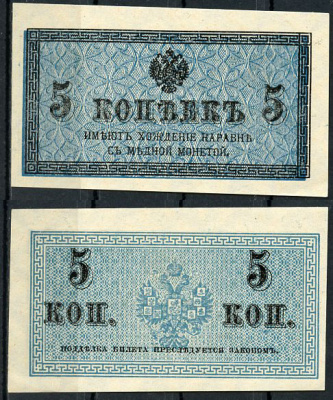 5 КОПѢЕКЪ 5
ИМѢЮТЪ ХОЖДЕНІЕ НАРАВНѢ
СЪ МѢДНОЙ МОНЕТОЙ.
5 5
КОП. КОП.
ПОДДѢЛКА БИЛЕТА ПРЕСЛѢДУЕТСЯ ЗАКОНОМЪ.